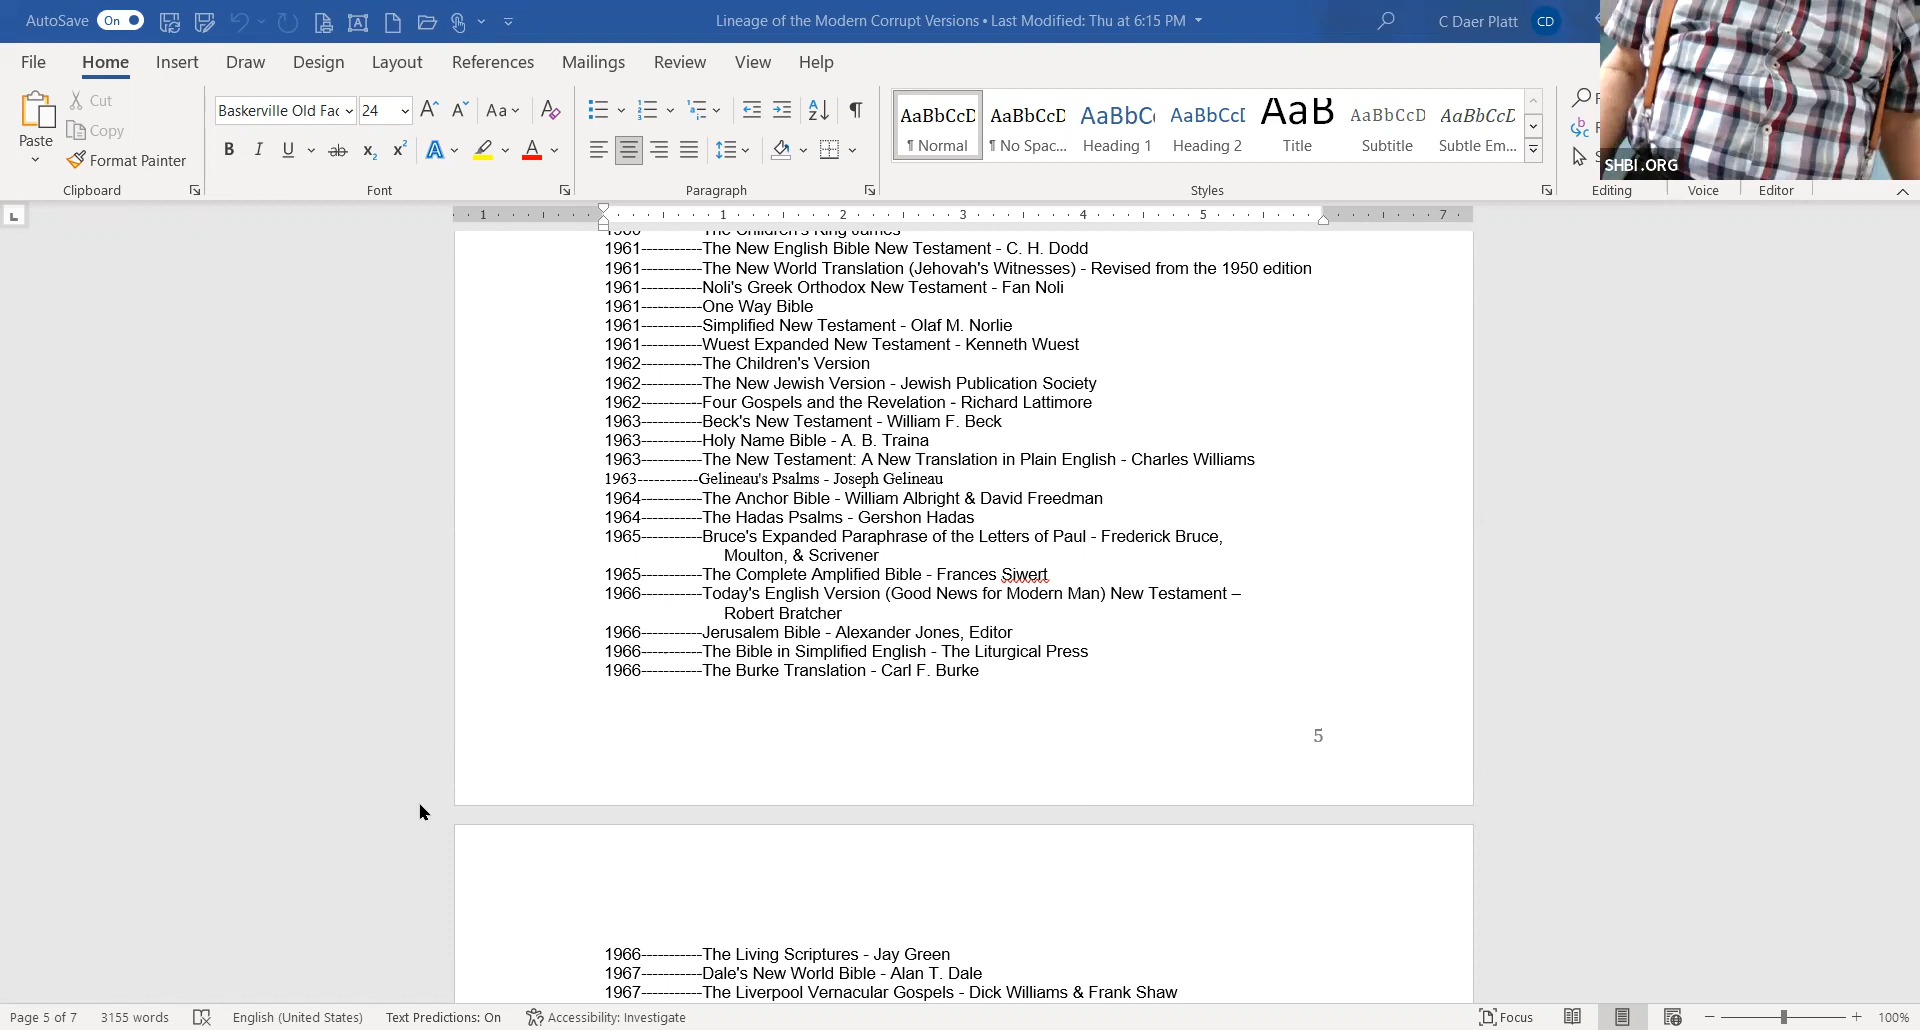 AutoSave On Lineage of the Modern Corrupt Versions • Last Modified: Thu at 6:15 PM C Daer Platt CD
File Home Insert Draw Design Layout References Mailings Review View Help
Paste Cut
Copy
Format Painter
Clipboard
Baskerville Old Fac 24
Font
Paragraph
AaBbCcD AaBbCcD AaBbC AaBbCcI AaB AaBbCcD AaBbCcL
¶ Normal ¶ No Spac... Heading 1 Heading 2 Title Subtitle Subtle Em...
Styles
Editing Voice Editor
SHBI.ORG
1 1 2 3 4 5 7
The Children's King James
1961-----------The New English Bible New Testament - C. H. Dodd
1961-----------The New World Translation (Jehovah's Witnesses) - Revised from the 1950 edition
1961-----------Noli's Greek Orthodox New Testament - Fan Noli
1961-----------One Way Bible
1961-----------Simplified New Testament - Olaf M. Norlie
1961-----------Wuest Expanded New Testament - Kenneth Wuest
1962-----------The Children's Version
1962-----------The New Jewish Version - Jewish Publication Society
1962-----------Four Gospels and the Revelation - Richard Lattimore
1963-----------Beck's New Testament - William F. Beck
1963-----------Holy Name Bible - A. B. Traina
1963-----------The New Testament: A New Translation in Plain English - Charles Williams
1963-----------Gelineau's Psalms - Joseph Gelineau
1964-----------The Anchor Bible - William Albright & David Freedman
1964-----------The Hadas Psalms - Gershon Hadas
1965-----------Bruce's Expanded Paraphrase of the Letters of Paul - Frederick Bruce,
Moulton, & Scrivener
1965-----------The Complete Amplified Bible - Frances Siwert
1966-----------Today's English Version (Good News for Modern Man) New Testament –
Robert Bratcher
1966-----------Jerusalem Bible - Alexander Jones, Editor
1966-----------The Bible in Simplified English - The Liturgical Press
1966-----------The Burke Translation - Carl F. Burke
5
1966-----------The Living Scriptures - Jay Green
1967-----------Dale's New World Bible - Alan T. Dale
1967-----------The Liverpool Vernacular Gospels - Dick Williams & Frank Shaw
Page 5 of 7 3155 words English (United States) Text Predictions: On Accessibility: Investigate Focus 100%